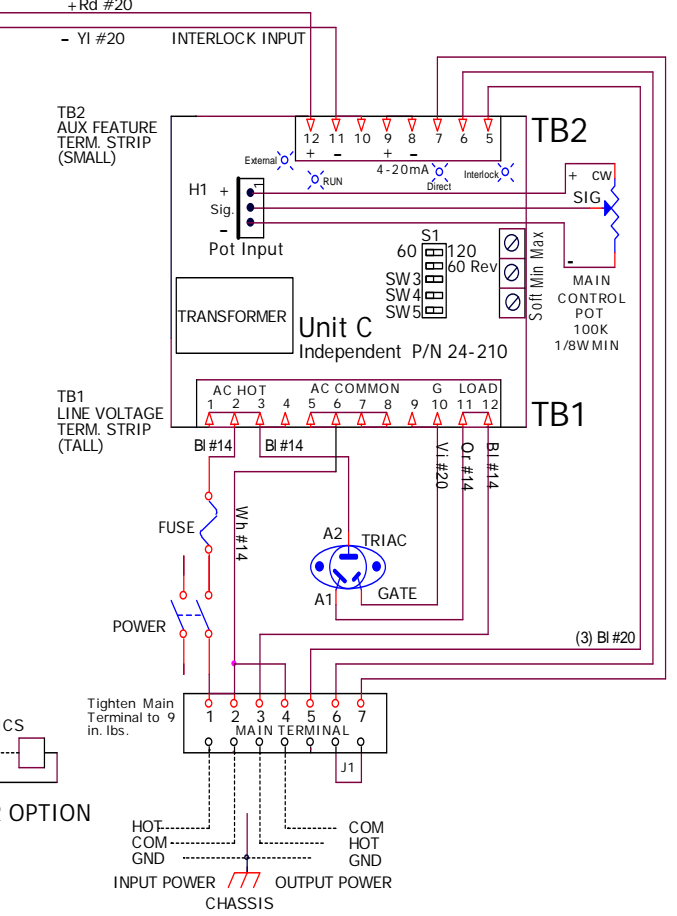 +Rd #20
- Yl #20 INTERLOCK INPUT
TB2
AUX FEATURE
TERM. STRIP
(SMALL)
12 11 10 9 8 7 6 5
+ - + -
4-20mA
TB2
External
RUN
Direct
Interlock
H1 + 1
Sig.
-
Pot Input
+ CW
SIG
-
MAIN
CONTROL
POT
100K
1/8W MIN
S1
60 120
60 Rev
SW3
SW4
SW5
Soft Min Max
TRANSFORMER
Unit C
Independent P/N 24-210
TB1
LINE VOLTAGE
TERM. STRIP
(TALL)
AC HOT AC COMMON G LOAD
1 2 3 4 5 6 7 8 9 10 11 12
TB1
Bl #14 Bl #14
Vi #20
Or #14
Bl #14
Wh #14
FUSE
A2
TRIAC
A1
GATE
POWER
(3) Bl #20
Tighten Main
Terminal to 9
in. lbs.
1 2 3 4 5 6 7
MAIN TERMINAL
J1
CS
OPTION
HOT COM
COM HOT
GND GND
INPUT POWER OUTPUT POWER
CHASSIS